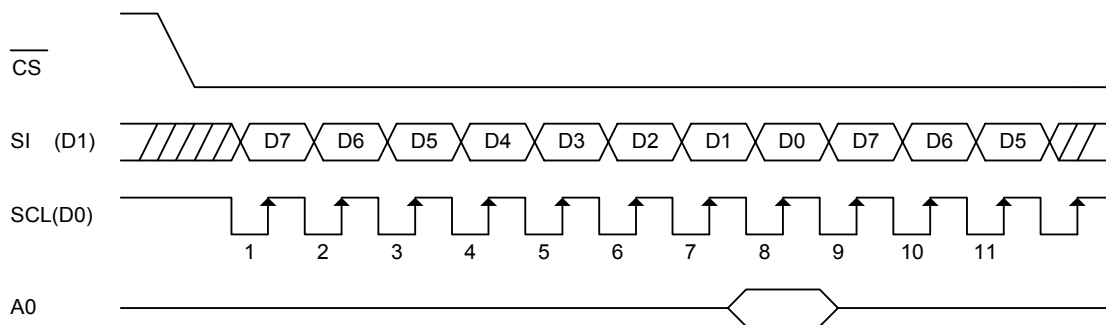 CS
SI (D1) D7 D6 D5 D4 D3 D2 D1 D0 D7 D6 D5
SCL(D0)
1 2 3 4 5 6 7 8 9 10 11
A0